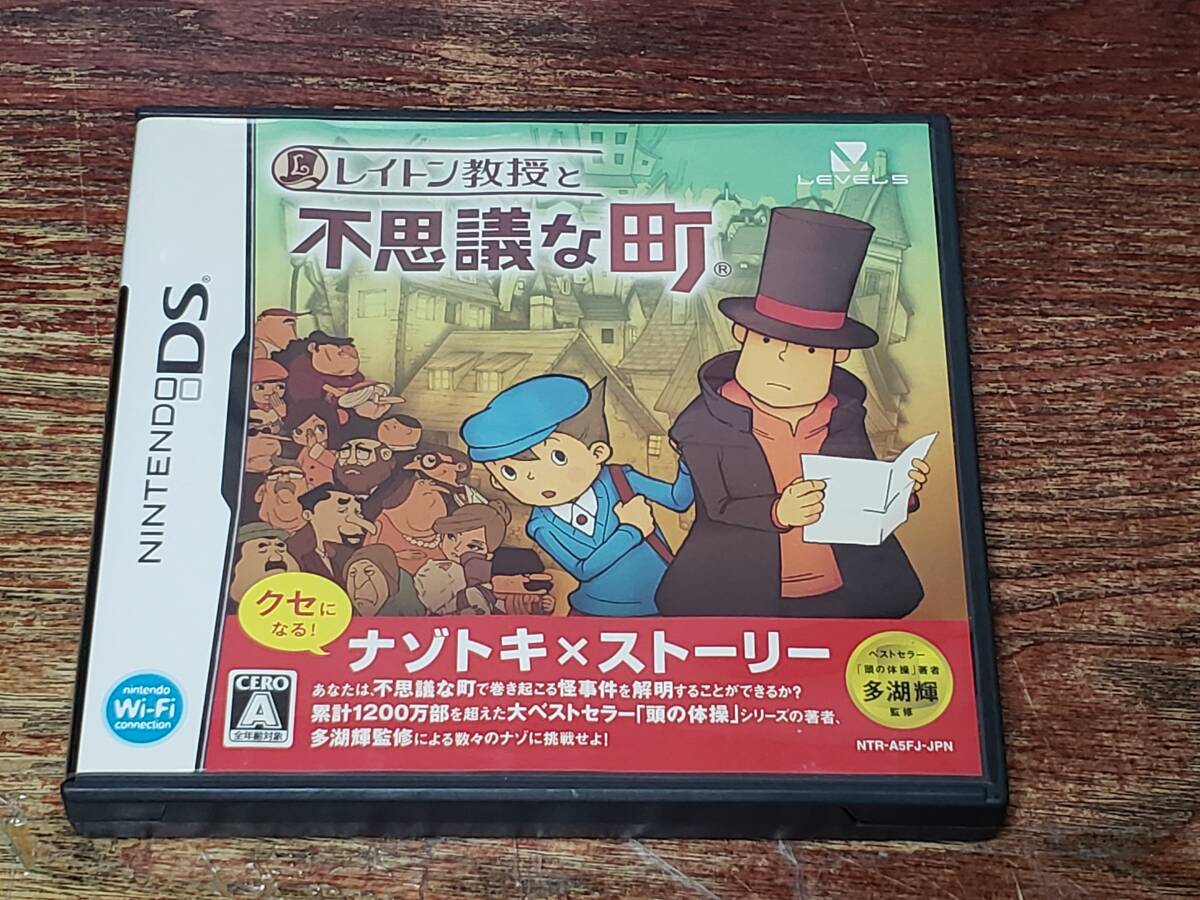 NINTENDO DS®
nintendo
Wi-Fi
connection
L
レイトン教授と
不思議な町®
LEVEL5
クセに
なる!
ナゾトキ×ストーリー
CERO
A
全年齢対象
あなたは、不思議な町で巻き起こる怪事件を解明することができるか?
累計1200万部を超えた大ベストセラー「頭の体操」シリーズの著者、
多湖輝監修による数々のナゾに挑戦せよ!
ベストセラー
「頭の体操」著者
多湖輝
監修
NTR-A5FJ-JPN